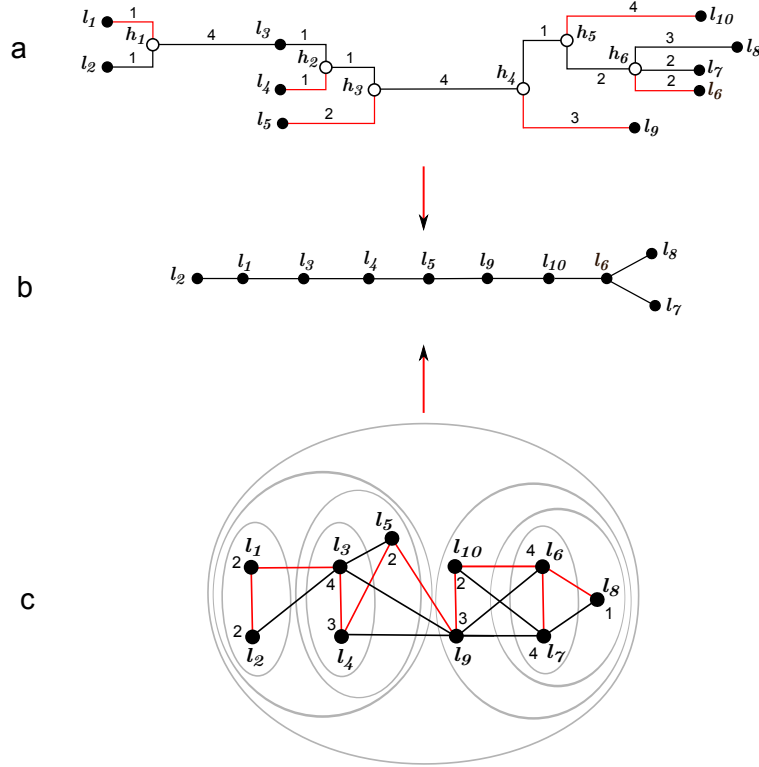 a
l1 1 h1 4 l3 1 h2 1 h3 4 h4 1 h5 4 l10
l2 1 l4 1 2 h6 3 l8
2 l7
2 l6
l5 2 3 l9
b
l2 l1 l3 l4 l5 l9 l10 l6 l8
l7
c
l5
l1 l3 l10 l6
2 4 2 2 4 l8
1
2 3 3 4
l2 l4 l9 l7